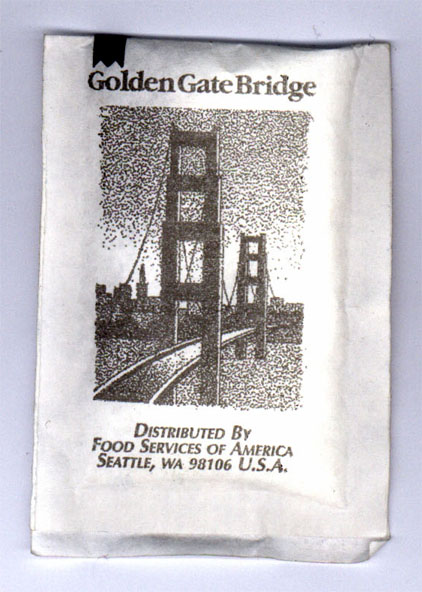 Golden Gate Bridge
DISTRIBUTED BY
FOOD SERVICES OF AMERICA
SEATTLE, WA 98106 U.S.A.